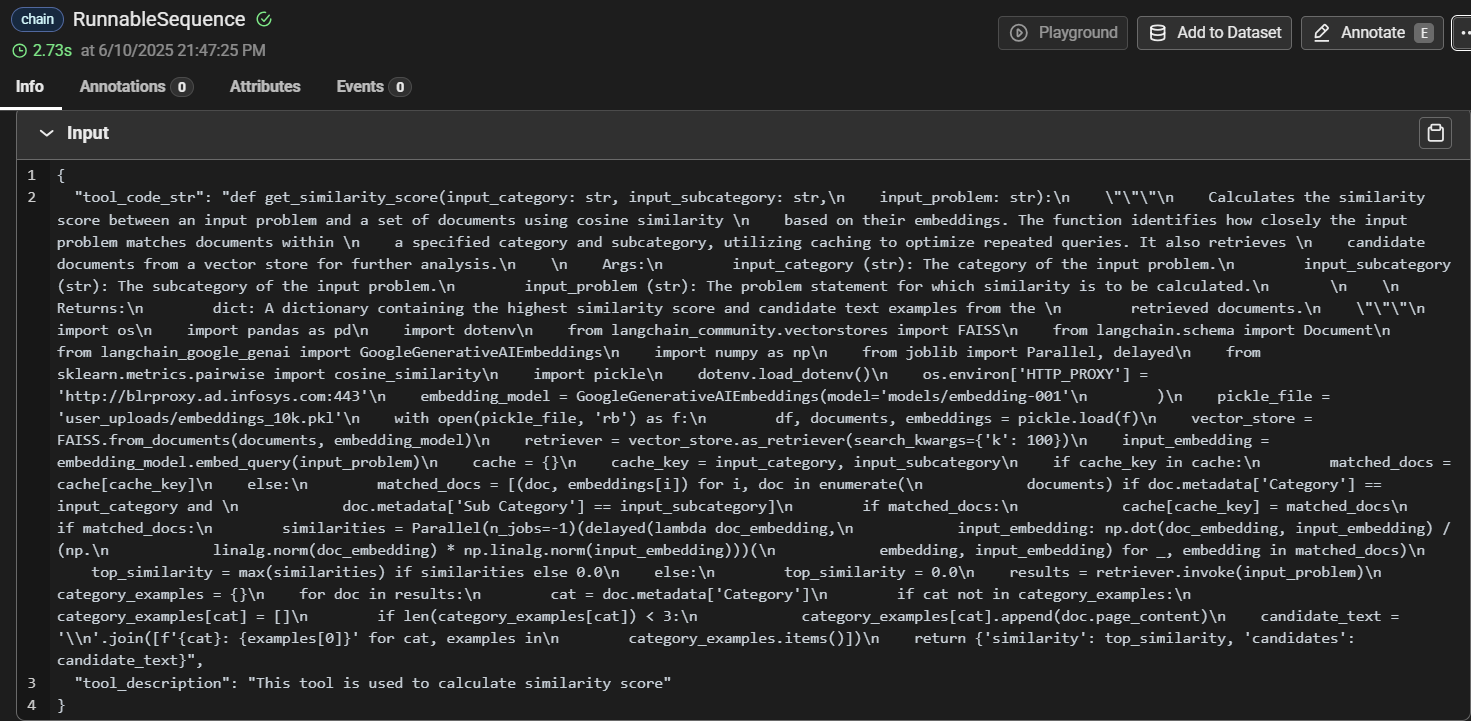 chain RunnableSequence
2.73s at 6/10/2025 21:47:25 PM
Playground Add to Dataset Annotate E
Info Annotations 0 Attributes Events 0
Input
1 {
2 "tool_code_str": "def get_similarity_score(input_category: str, input_subcategory: str,\n    input_problem: str):\n    \"\"\"\n    Calculates the similarity
score between an input problem and a set of documents using cosine similarity \n    based on their embeddings. The function identifies how closely the input
problem matches documents within \n    a specified category and subcategory, utilizing caching to optimize repeated queries. It also retrieves \n    candidate
documents from a vector store for further analysis.\n    \n    Args:\n        input_category (str): The category of the input problem.\n        input_subcategory
(str): The subcategory of the input problem.\n        input_problem (str): The problem statement for which similarity is to be calculated.\n        \n    \n
Returns:\n        dict: A dictionary containing the highest similarity score and candidate text examples from the \n        retrieved documents.\n    \"\"\"\n
import os\n    import pandas as pd\n    import dotenv\n    from langchain_community.vectorstores import FAISS\n    from langchain.schema import Document\n
from langchain_google_genai import GoogleGenerativeAIEmbeddings\n    import numpy as np\n    from joblib import Parallel, delayed\n    from
sklearn.metrics.pairwise import cosine_similarity\n    import pickle\n    dotenv.load_dotenv()\n    os.environ['HTTP_PROXY'] =
'http://blrproxy.ad.infosys.com:443'\n    embedding_model = GoogleGenerativeAIEmbeddings(model='models/embedding-001'\n        )\n    pickle_file =
'user_uploads/embeddings_10k.pkl'\n    with open(pickle_file, 'rb') as f:\n        df, documents, embeddings = pickle.load(f)\n    vector_store =
FAISS.from_documents(documents, embedding_model)\n    retriever = vector_store.as_retriever(search_kwargs={'k': 100})\n    input_embedding =
embedding_model.embed_query(input_problem)\n    cache = {}\n    cache_key = input_category, input_subcategory\n    if cache_key in cache:\n        matched_docs =
cache[cache_key]\n    else:\n        matched_docs = [(doc, embeddings[i]) for i, doc in enumerate(\n            documents) if doc.metadata['Category'] ==
input_category and \n            doc.metadata['Sub Category'] == input_subcategory]\n        if matched_docs:\n            cache[cache_key] = matched_docs\n
if matched_docs:\n        similarities = Parallel(n_jobs=-1)(delayed(lambda doc_embedding,\n            input_embedding: np.dot(doc_embedding, input_embedding) /
(np.\n            linalg.norm(doc_embedding) * np.linalg.norm(input_embedding)))(\n            embedding, input_embedding) for _, embedding in matched_docs)\n
top_similarity = max(similarities) if similarities else 0.0\n    else:\n        top_similarity = 0.0\n    results = retriever.invoke(input_problem)\n
category_examples = {}\n    for doc in results:\n        cat = doc.metadata['Category']\n        if cat not in category_examples:\n
category_examples[cat] = []\n        if len(category_examples[cat]) < 3:\n            category_examples[cat].append(doc.page_content)\n    candidate_text =
'\\n'.join([f'{cat}: {examples[0]}' for cat, examples in\n        category_examples.items()])\n    return {'similarity': top_similarity, 'candidates':
candidate_text}",
3 "tool_description": "This tool is used to calculate similarity score"
4 }